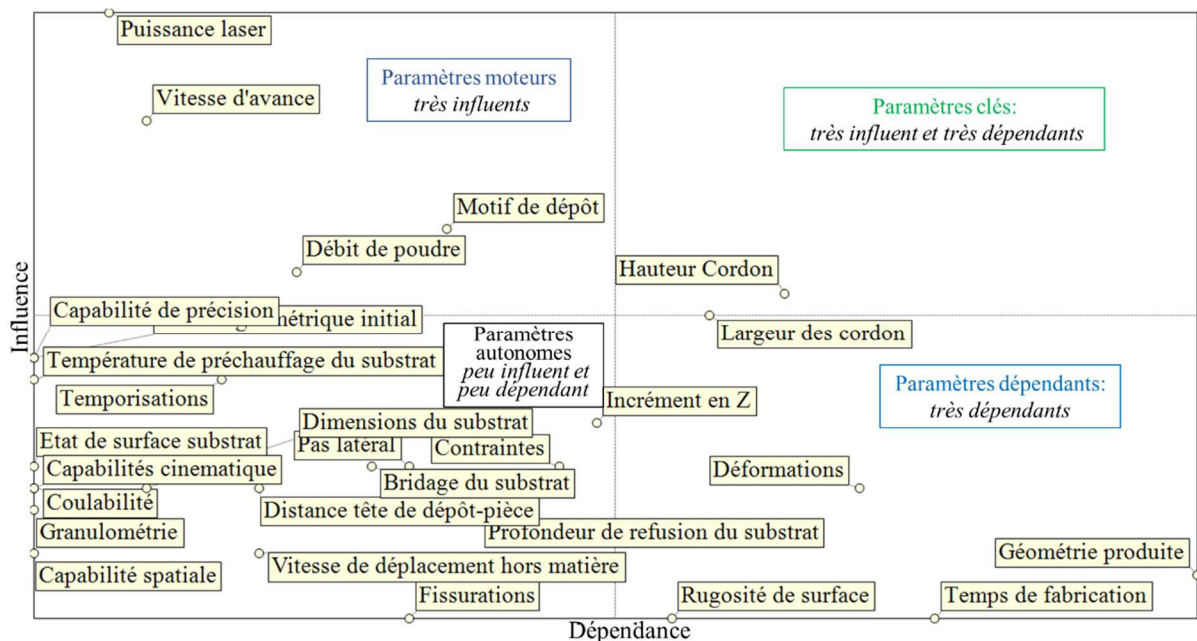 Puissance laser
Paramètres moteurs
très influents
Vitesse d'avance
Paramètres clés:
très influent et très dépendants
Motif de dépôt
Débit de poudre
Hauteur Cordon
Influence
Capabilité de précision
métrique initial
Largeur des cordon
Paramètres
autonomes
peu influent et
peu dépendant
Température de préchauffage du substrat
Temporisations
Paramètres dépendants:
très dépendants
Incrément en Z
Dimensions du substrat
Etat de surface substrat
Pas latéral
Contraintes
Capabilités cinematique
Déformations
Bridage du substrat
Coulabilité
Distance tête de dépôt-pièce
Granulométrie
Profondeur de refusion du substrat
Géométrie produite
Capabilité spatiale
Vitesse de déplacement hors matière
Fissurations
Rugosité de surface
Temps de fabrication
Dépendance